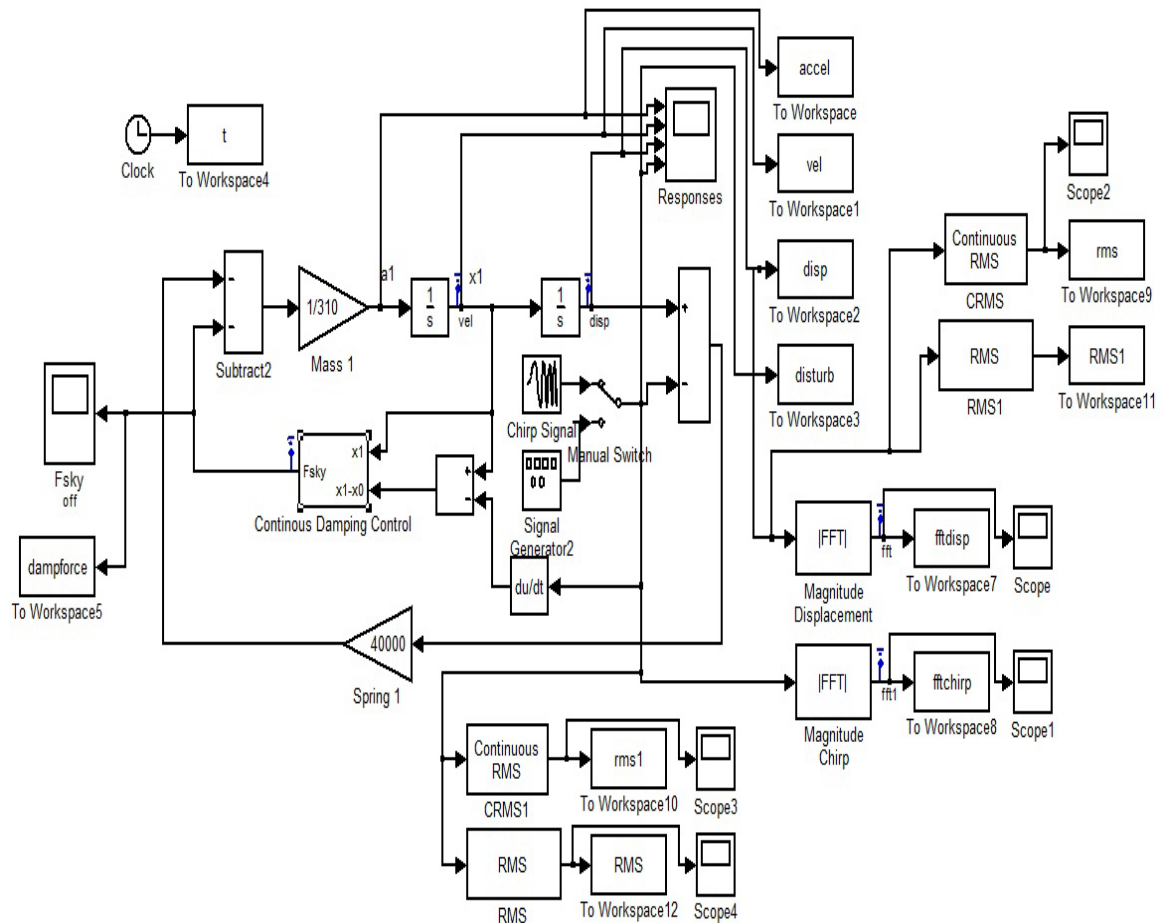 accel
To Workspace
t
Clock
To Workspace4
Responses
vel
To Workspace1
Scope2
Continuous
RMS
CRMS
rms
To Workspace9
disp
To Workspace2
-
-
Subtract2
1/310
Mass 1
a1
1
s
x1
vel
1
s
disp
+
-
RMS
RMS1
RMS1
To Workspace11
disturb
To Workspace3
Chirp Signal
Manual Switch
Fsky
off
Fsky
x1
x1-x0
Continous Damping Control
+
-
Signal
Generator2
dampforce
To Workspace5
du/dt
|FFT|
fft
Magnitude
Displacement
fftdisp
To Workspace7
Scope
40000
Spring 1
|FFT|
fft1
Magnitude
Chirp
fftchirp
To Workspace8
Scope1
Continuous
RMS
CRMS1
rms1
To Workspace10
Scope3
RMS
RMS
RMS
To Workspace12
Scope4